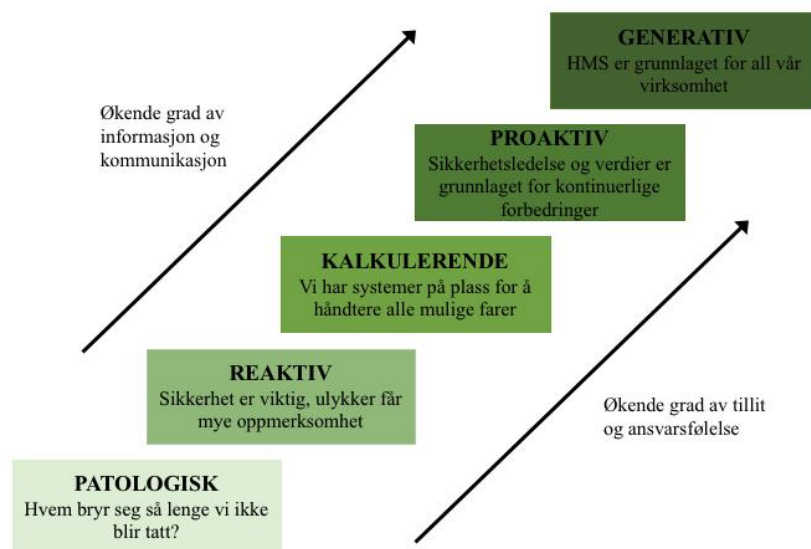 GENERATIV
HMS er grunnlaget for all vår
virksomhet
Økende grad av
informasjon og
kommunikasjon
PROAKTIV
Sikkerhetsledelse og verdier er
grunnlaget for kontinuerlige
forbedringer
KALKULERENDE
Vi har systemer på plass for å
håndtere alle mulige farer
REAKTIV
Sikkerhet er viktig, ulykker får
mye oppmerksomhet
Økende grad av tillit
og ansvarsfølelse
PATOLOGISK
Hvem bryr seg så lenge vi ikke
blir tatt?